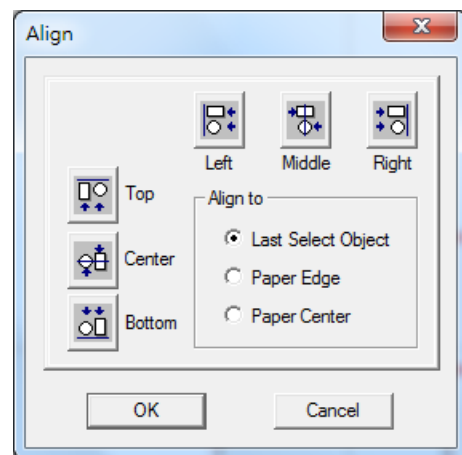 Align
Left Middle Right
Top
Align to
Last Select Object
Center
Paper Edge
Paper Center
Bottom
OK Cancel